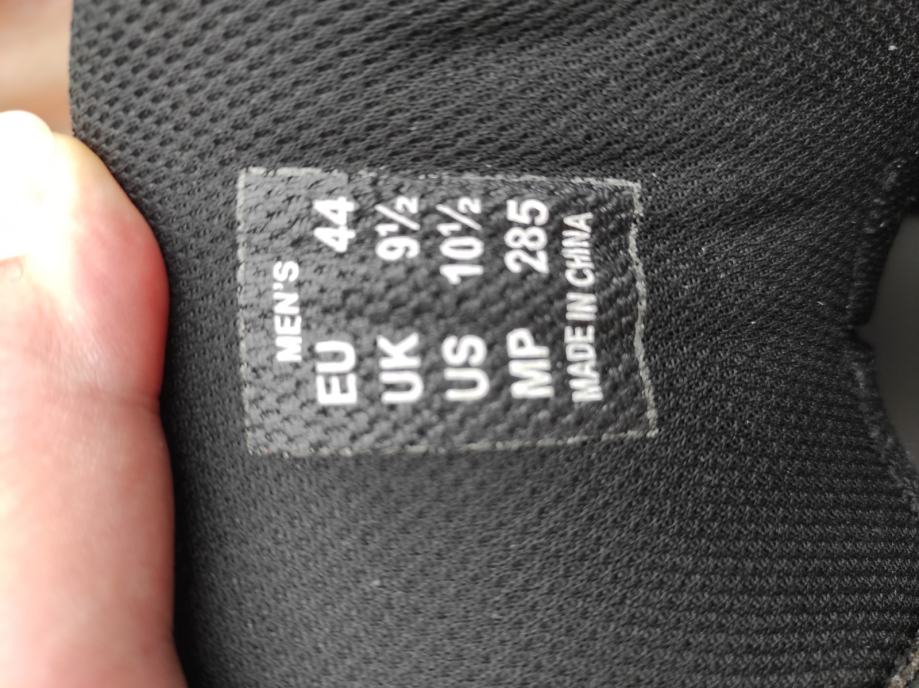 MEN'S
EU 44
UK 9½
US 10½
MP 285
MADE IN CHINA